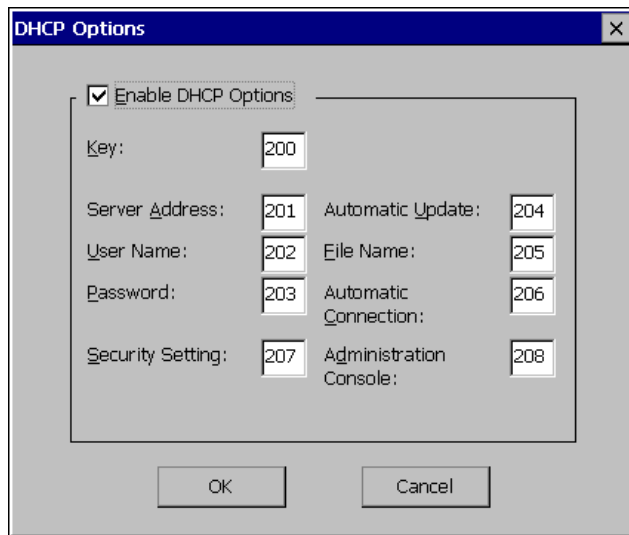 DHCP Options
Enable DHCP Options
Key: 200
Server Address: 201 Automatic Update: 204
User Name: 202 File Name: 205
Password: 203 Automatic Connection: 206
Security Setting: 207 Administration Console: 208
OK Cancel